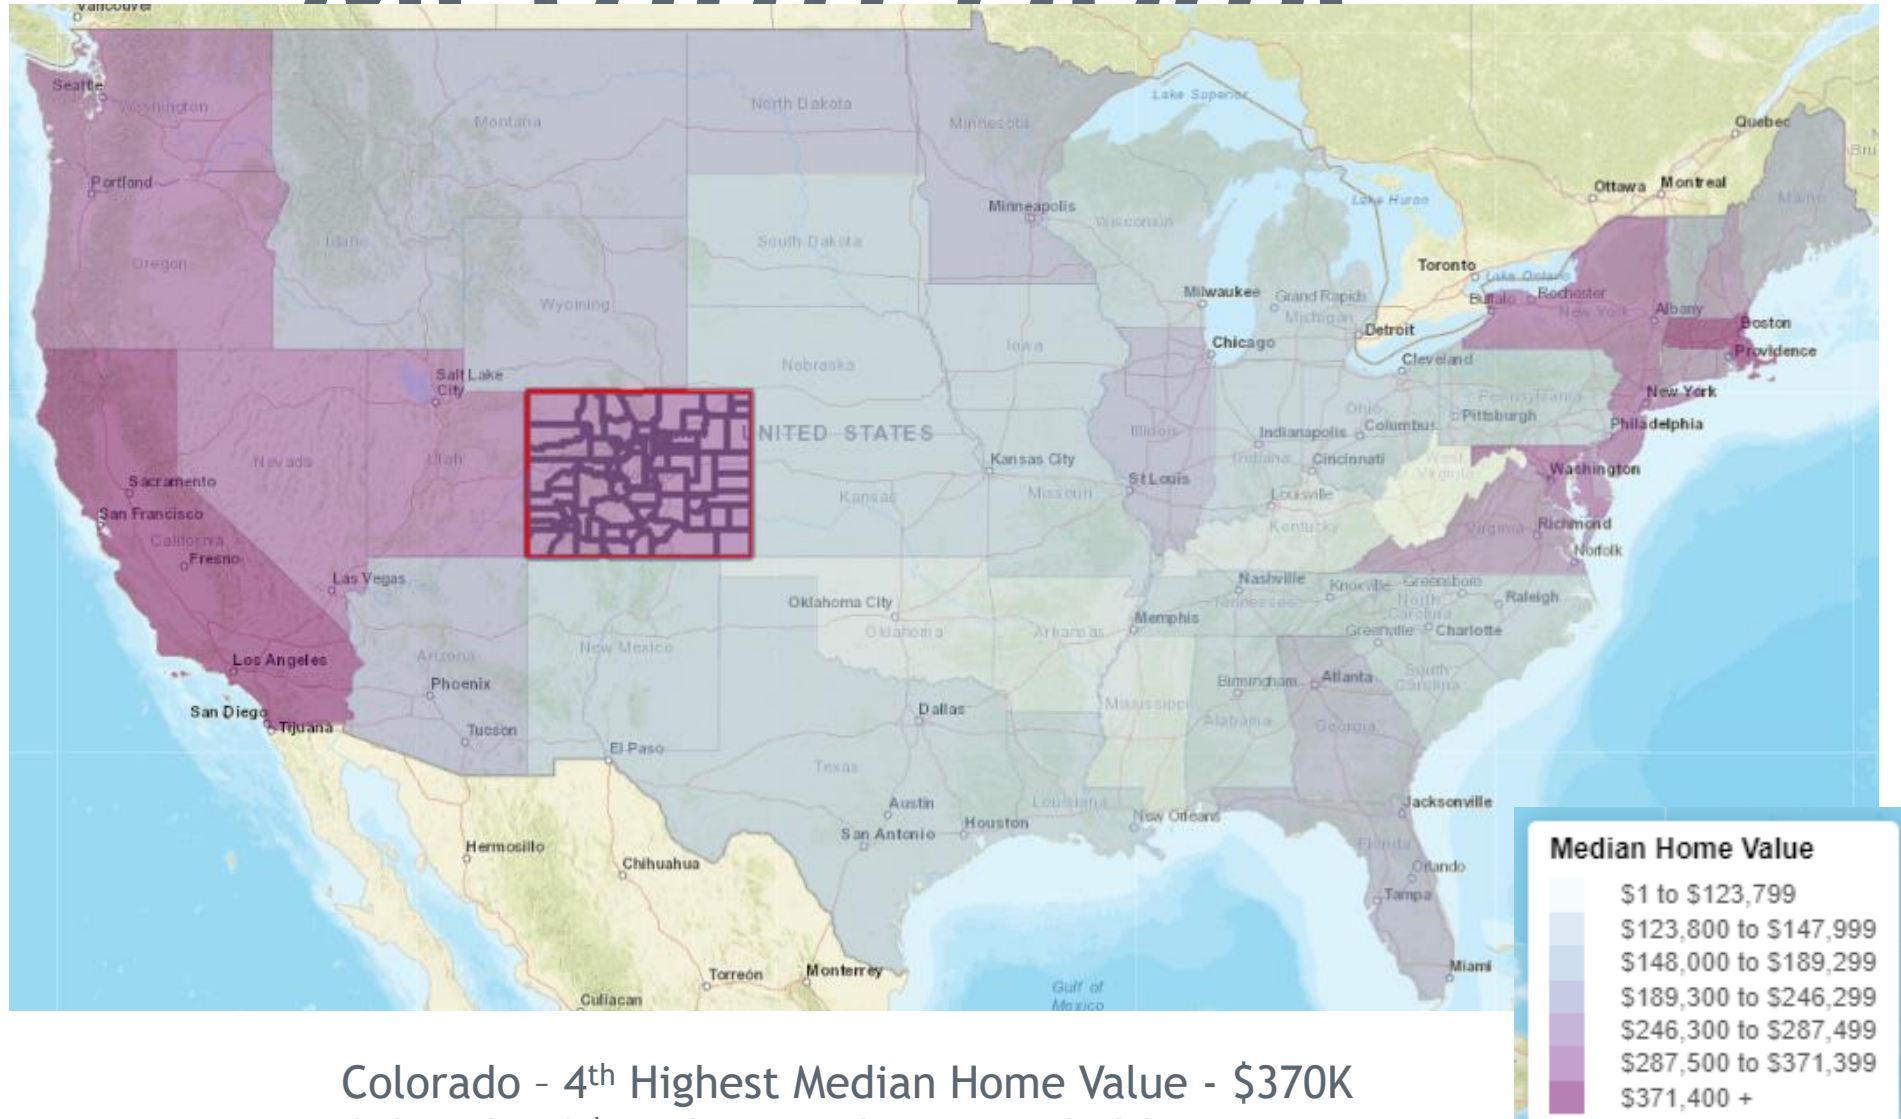 Vancouver
Seattle
Washington
Portland
Oregon
Montana
Idaho
Wyoming
North Dakota
South Dakota
Minnesota
Minneapolis
Lake Superior
Wisconsin
Lake Huron
Quebec
Ottawa
Montreal
Maine
Bru
Toronto
Lake Ontario
Milwaukee
Grand Rapids
Michigan
Detroit
Buffalo
Rochester
New York
Albany
Boston
Providence
Chicago
Cleveland
Iowa
Nebraska
Salt Lake
City
New York
Pennsylvania
Pittsburgh
Philadelphia
Ohio
Columbus
UNITED STATES
Illinois
Indianapolis
Indiana
Cincinnati
West
Virginia
Washington
Nevada
Utah
Kansas City
St Louis
Kansas
Missouri
Louisville
Kentucky
Virginia
Richmond
Norfolk
Sacramento
San Francisco
California
Fresno
Las Vegas
Nashville
Tennessee
Knoxville
Greensboro
North
Carolina
Raleigh
Oklahoma City
Oklahoma
Arkansas
Memphis
Greenville
Charlotte
New Mexico
Los Angeles
Arizona
Phoenix
South
Carolina
Birmingham
Atlanta
San Diego
Tijuana
Tucson
Dallas
Mississippi
Alabama
Georgia
El Paso
Texas
Austin
San Antonio
Houston
Louisiana
New Orleans
Jacksonville
Hermosillo
Chihuahua
Florida
Orlando
Tampa
Miami
Torreón
Monterrey
Culiacan
Gulf of
Mexico
Median Home Value
$1 to $123,799
$123,800 to $147,999
$148,000 to $189,299
$189,300 to $246,299
$246,300 to $287,499
$287,500 to $371,399
$371,400 +
Colorado – 4th Highest Median Home Value - $370K